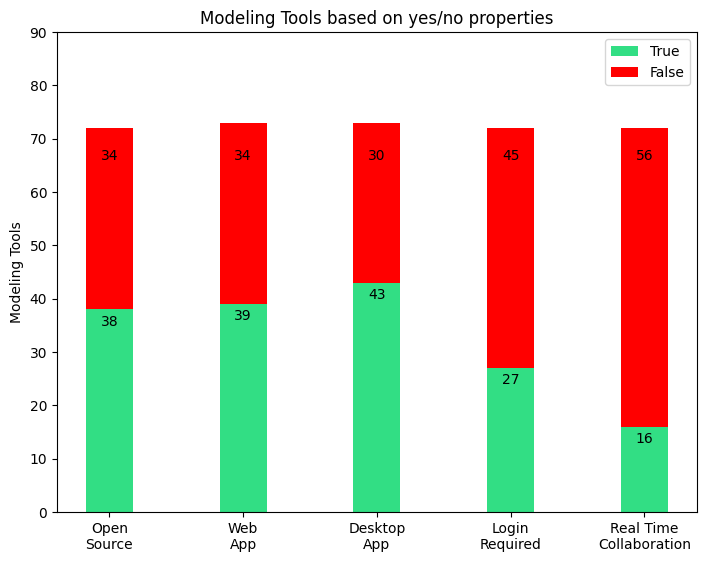 Modeling Tools based on yes/no properties
True
False
Modeling Tools
90
80
70
60
50
40
30
20
10
0
34
34
30
45
56
38
39
43
27
16
Open
Source
Web
App
Desktop
App
Login
Required
Real Time
Collaboration